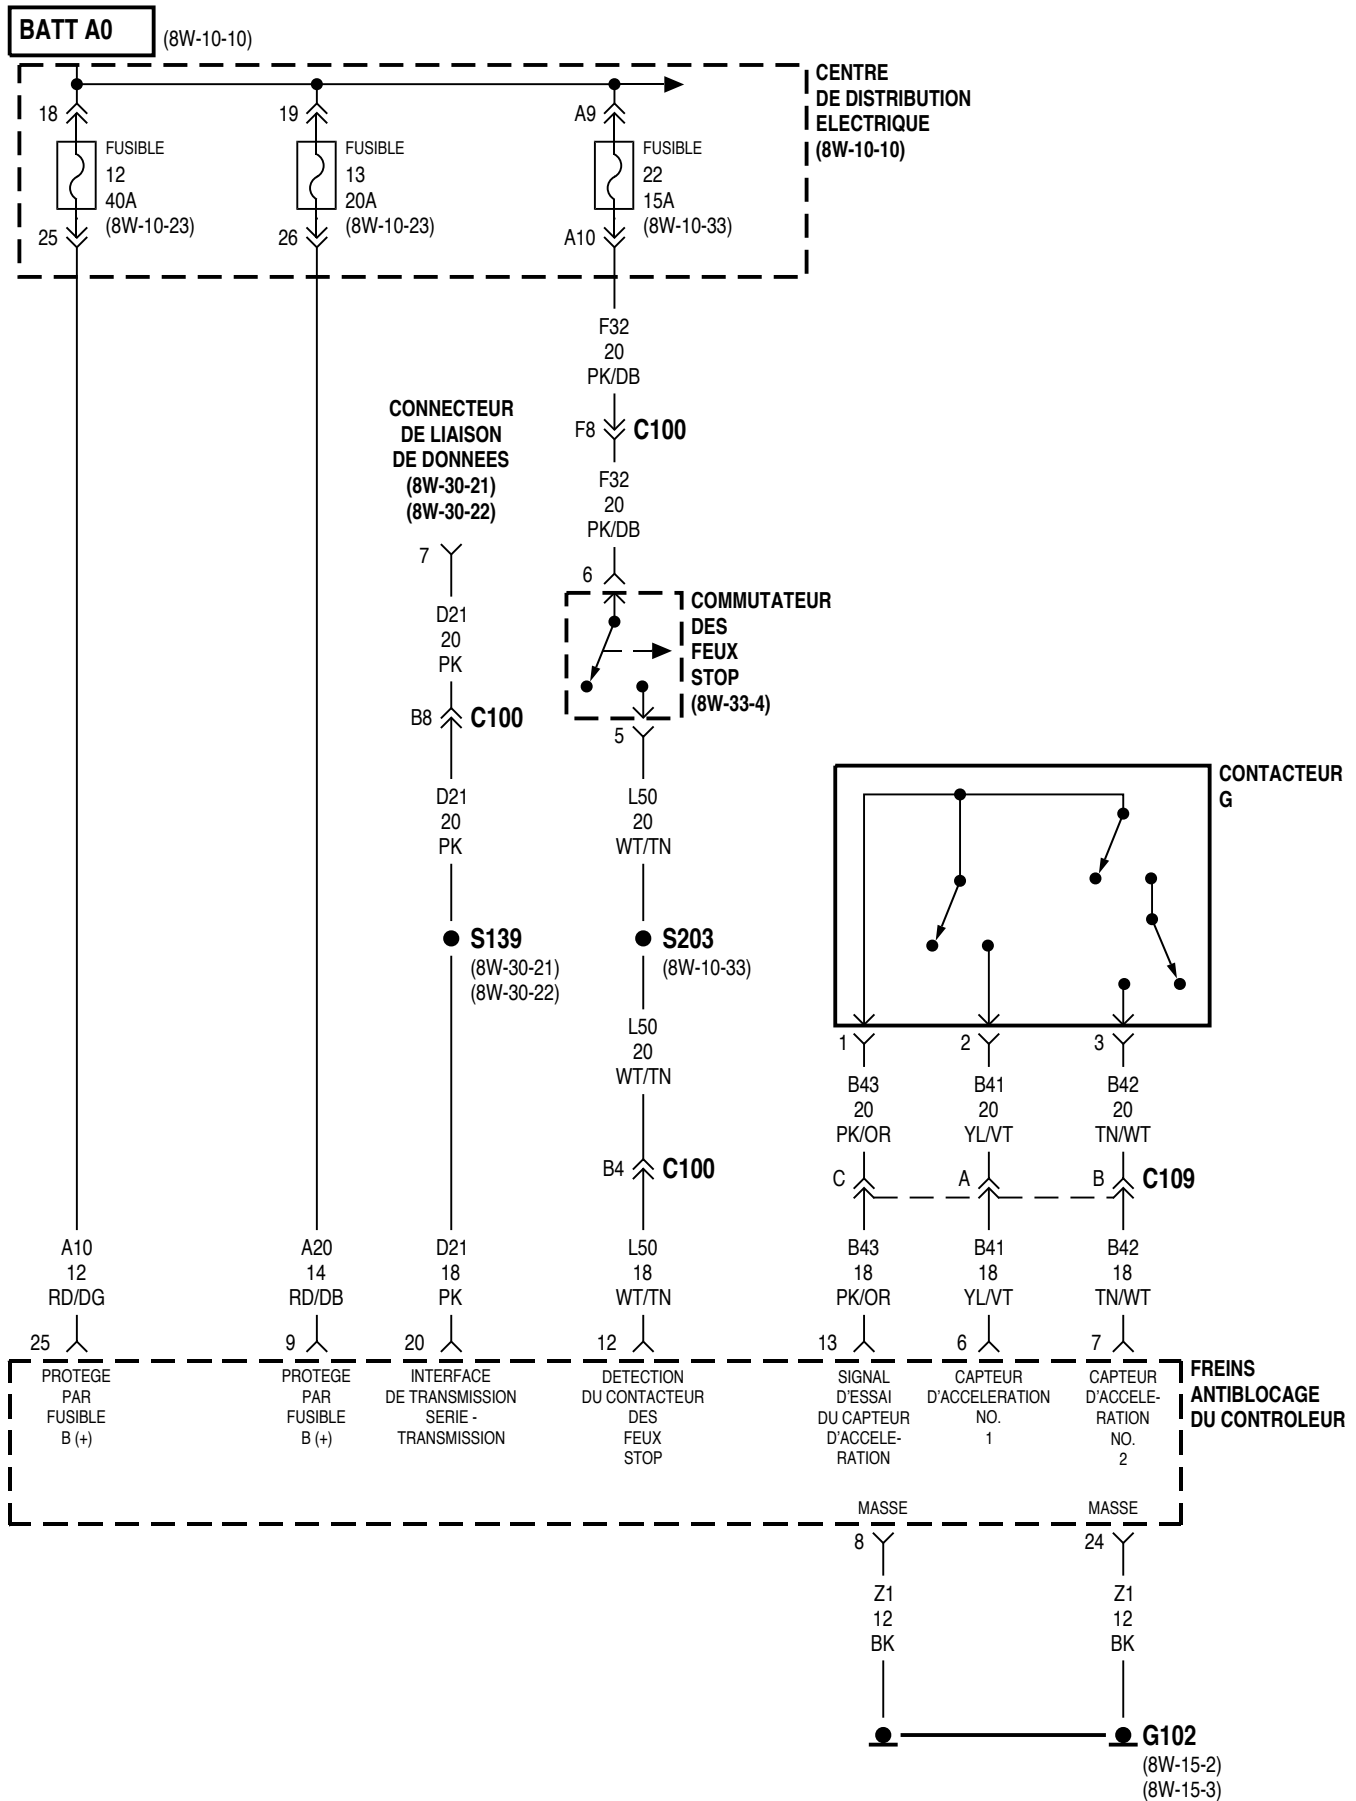 BATT A0
(8W-10-10)
CENTRE
DE DISTRIBUTION
ELECTRIQUE
(8W-10-10)
18
FUSIBLE
12
40A
(8W-10-23)
25
19
FUSIBLE
13
20A
(8W-10-23)
26
A9
FUSIBLE
22
15A
(8W-10-33)
A10
F32
20
PK/DB
F8
C100
F32
20
PK/DB
6
CONNECTEUR
DE LIAISON
DE DONNEES
(8W-30-21)
(8W-30-22)
7
D21
20
PK
B8
C100
D21
20
PK
S139
(8W-30-21)
(8W-30-22)
COMMUTATEUR
DES
FEUX
STOP
(8W-33-4)
5
L50
20
WT/TN
S203
(8W-10-33)
L50
20
WT/TN
B4
C100
CONTACTEUR
G
1
2
3
B43
20
PK/OR
B41
20
YL/VT
B42
20
TN/WT
C
A
B
C109
A10
12
RD/DG
A20
14
RD/DB
D21
18
PK
L50
18
WT/TN
B43
18
PK/OR
B41
18
YL/VT
B42
18
TN/WT
25
9
20
12
13
6
7
PROTEGE
PAR
FUSIBLE
B (+)
PROTEGE
PAR
FUSIBLE
B (+)
INTERFACE
DE TRANSMISSION
SERIE -
TRANSMISSION
DETECTION
DU CONTACTEUR
DES
FEUX
STOP
SIGNAL
D'ESSAI
DU CAPTEUR
D'ACCELE-
RATION
CAPTEUR
D'ACCELERATION
NO.
1
CAPTEUR
D'ACCELE-
RATION
NO.
2
FREINS
ANTIBLOCAGE
DU CONTROLEUR
MASSE
MASSE
8
24
Z1
12
BK
Z1
12
BK
G102
(8W-15-2)
(8W-15-3)